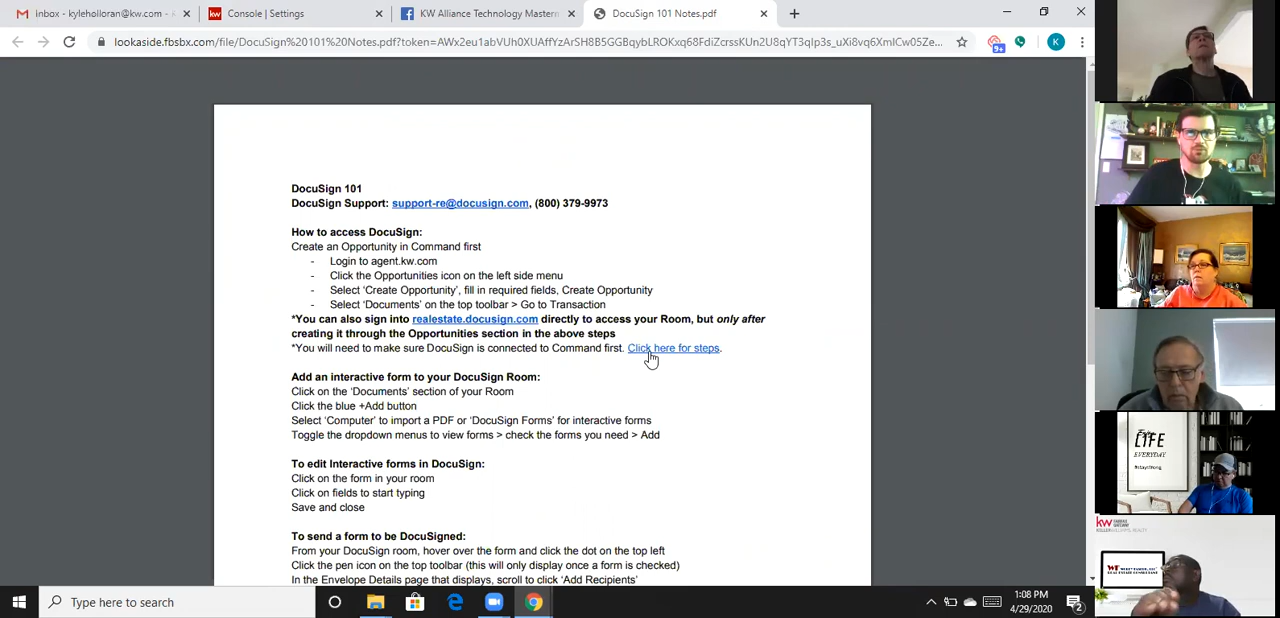 Inbox - kyleholloran@kw.com -
Console | Settings
KW Alliance Technology Masterm
DocuSign 101 Notes.pdf
lookaside.fbsbx.com/file/DocuSign%20101%20Notes.pdf?token=
DocuSign 101
DocuSign Support: support-re@docusign.com, (800) 379-9973
How to access DocuSign:
Create an Opportunity in Command first
- Login to agent.kw.com
- Click the Opportunities icon on the left side menu
- Select 'Create Opportunity', fill in required fields, Create Opportunity
- Select 'Documents' on the top toolbar > Go to Transaction
*You can also sign into realestate.docusign.com directly to access your Room, but only after
creating it through the Opportunities section in the above steps
*You will need to make sure DocuSign is connected to Command first. Click here for steps.
Add an interactive form to your DocuSign Room:
Click on the 'Documents' section of your Room
Click the blue +Add button
Select 'Computer' to import a PDF or 'DocuSign Forms' for interactive forms
Toggle the dropdown menus to view forms > check the forms you need > Add
To edit Interactive forms in DocuSign:
Click on the form in your room
Click on fields to start typing
Save and close
To send a form to be DocuSigned:
From your DocuSign room, hover over the form and click the dot on the top left
Click the pen icon on the top toolbar (this will only display once a form is checked)
In the Envelope Details page that displays, scroll to click 'Add Recipients'
Type here to search
1:08 PM
4/29/2020
2
9+
K
Enjoy
LIFE
EVERYDAY
kw
KELLERWILLIAMS. REALTY